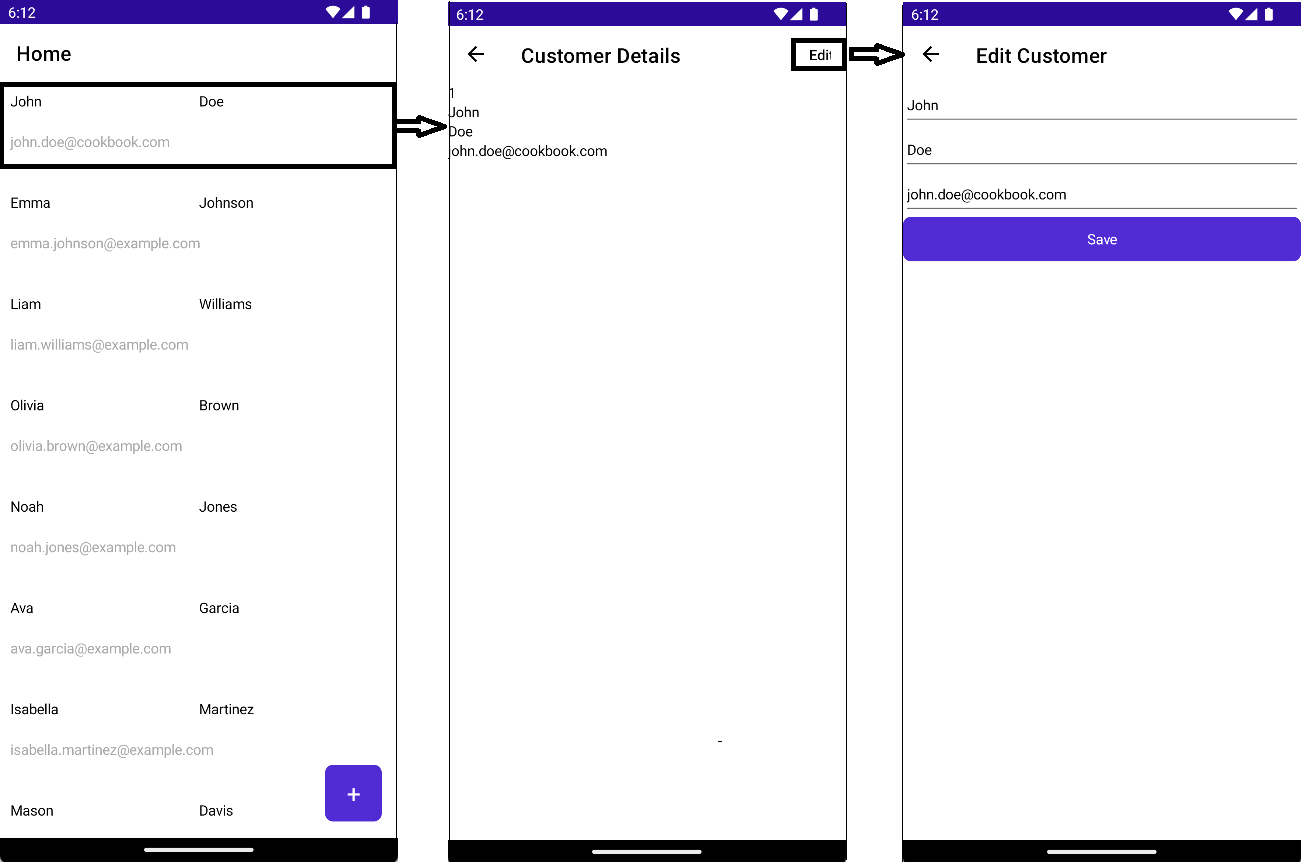 6:12
Home
John Doe
john.doe@cookbook.com
Emma Johnson
emma.johnson@example.com
Liam Williams
liam.williams@example.com
Olivia Brown
olivia.brown@example.com
Noah Jones
noah.jones@example.com
Ava Garcia
ava.garcia@example.com
Isabella Martinez
isabella.martinez@example.com
Mason Davis
+
6:12
Customer Details Edit
1
John
Doe
john.doe@cookbook.com
6:12
Edit Customer
John
Doe
john.doe@cookbook.com
Save